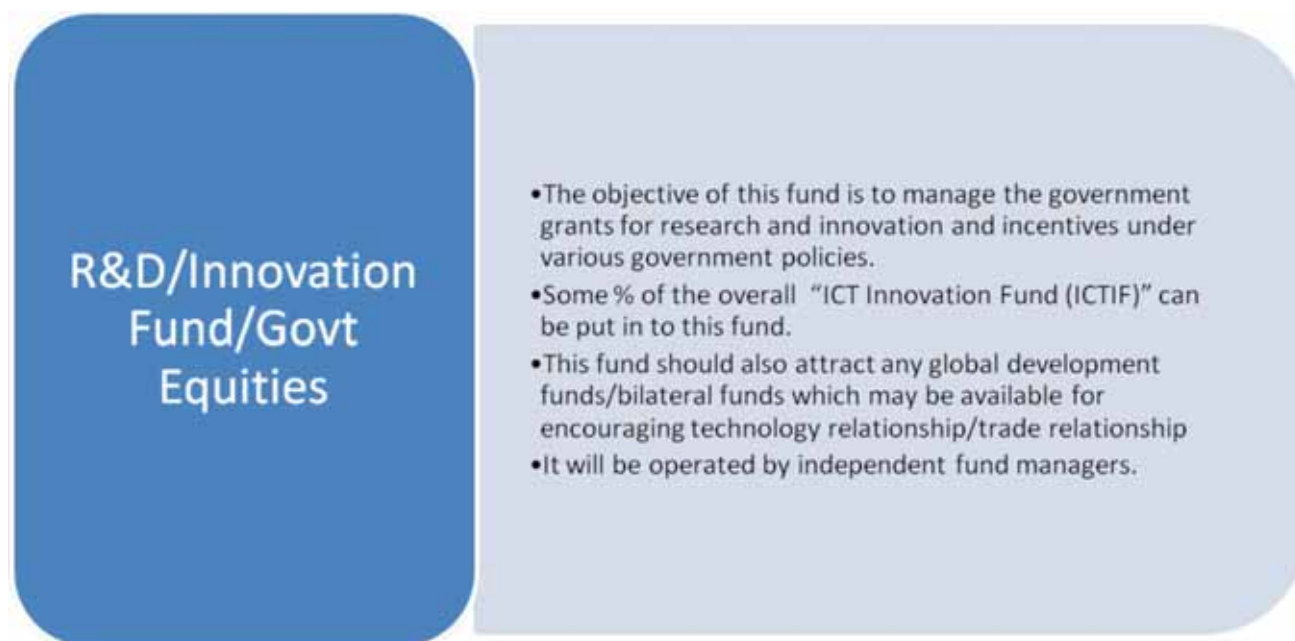 R&D/Innovation
Fund/Govt
Equities
•The objective of this fund is to manage the government
grants for research and innovation and incentives under
various government policies.
•Some % of the overall “ICT Innovation Fund (ICTIF)” can
be put in to this fund.
•This fund should also attract any global development
funds/bilateral funds which may be available for
encouraging technology relationship/trade relationship
•It will be operated by independent fund managers.